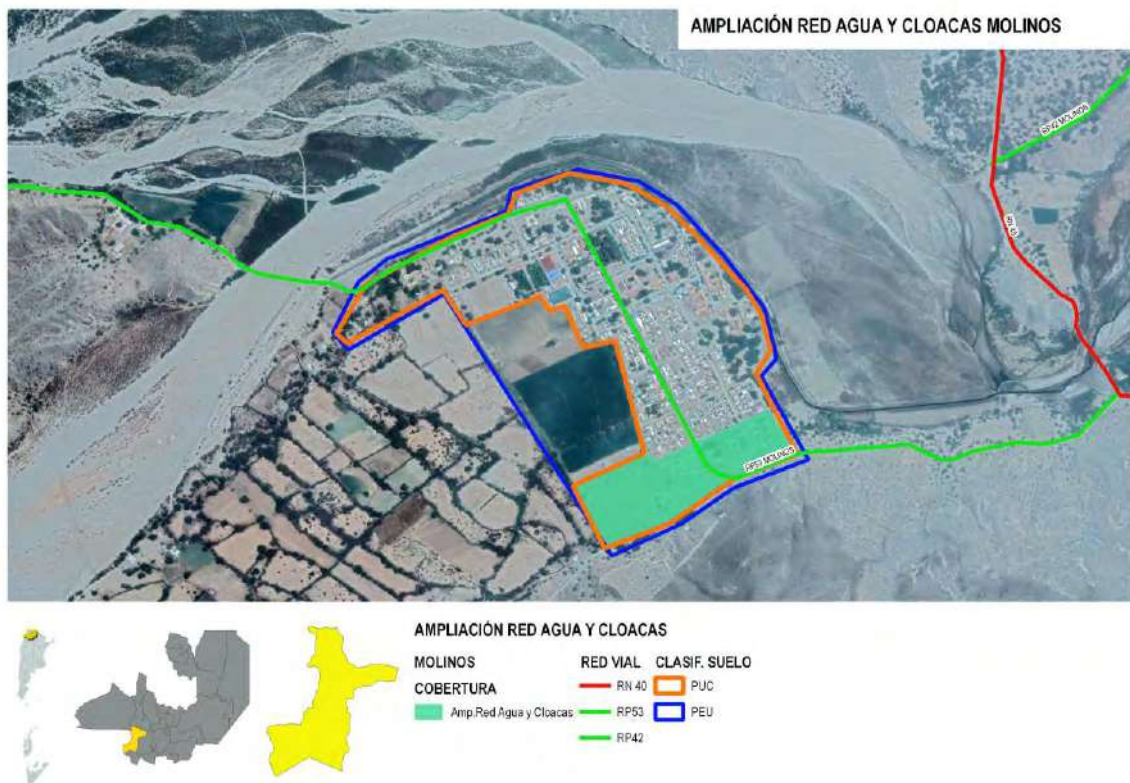 AMPLIACIÓN RED AGUA Y CLOACAS MOLINOS
RP42 MOLINOS
RN 40
RP53 MOLINOS
AMPLIACIÓN RED AGUA Y CLOACAS
MOLINOS
RED VIAL
CLASIF. SUELO
COBERTURA
RN 40
PUC
Amp.Red Agua y Cloacas
RP53
PEU
RP42